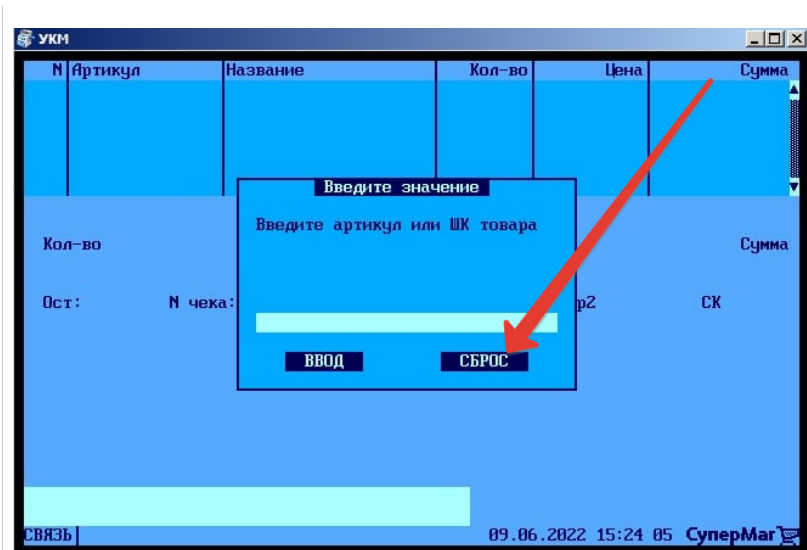 УКМ
N Артикул Название Кол-во Цена Сумма
Введите значение
Введите артикул или ШК товара
Кол-во Сумма
Ост: N чека: р2 СК
ВВОД СБРОС
СВЯЗЬ 09.06.2022 15:24 05 СуперМаг